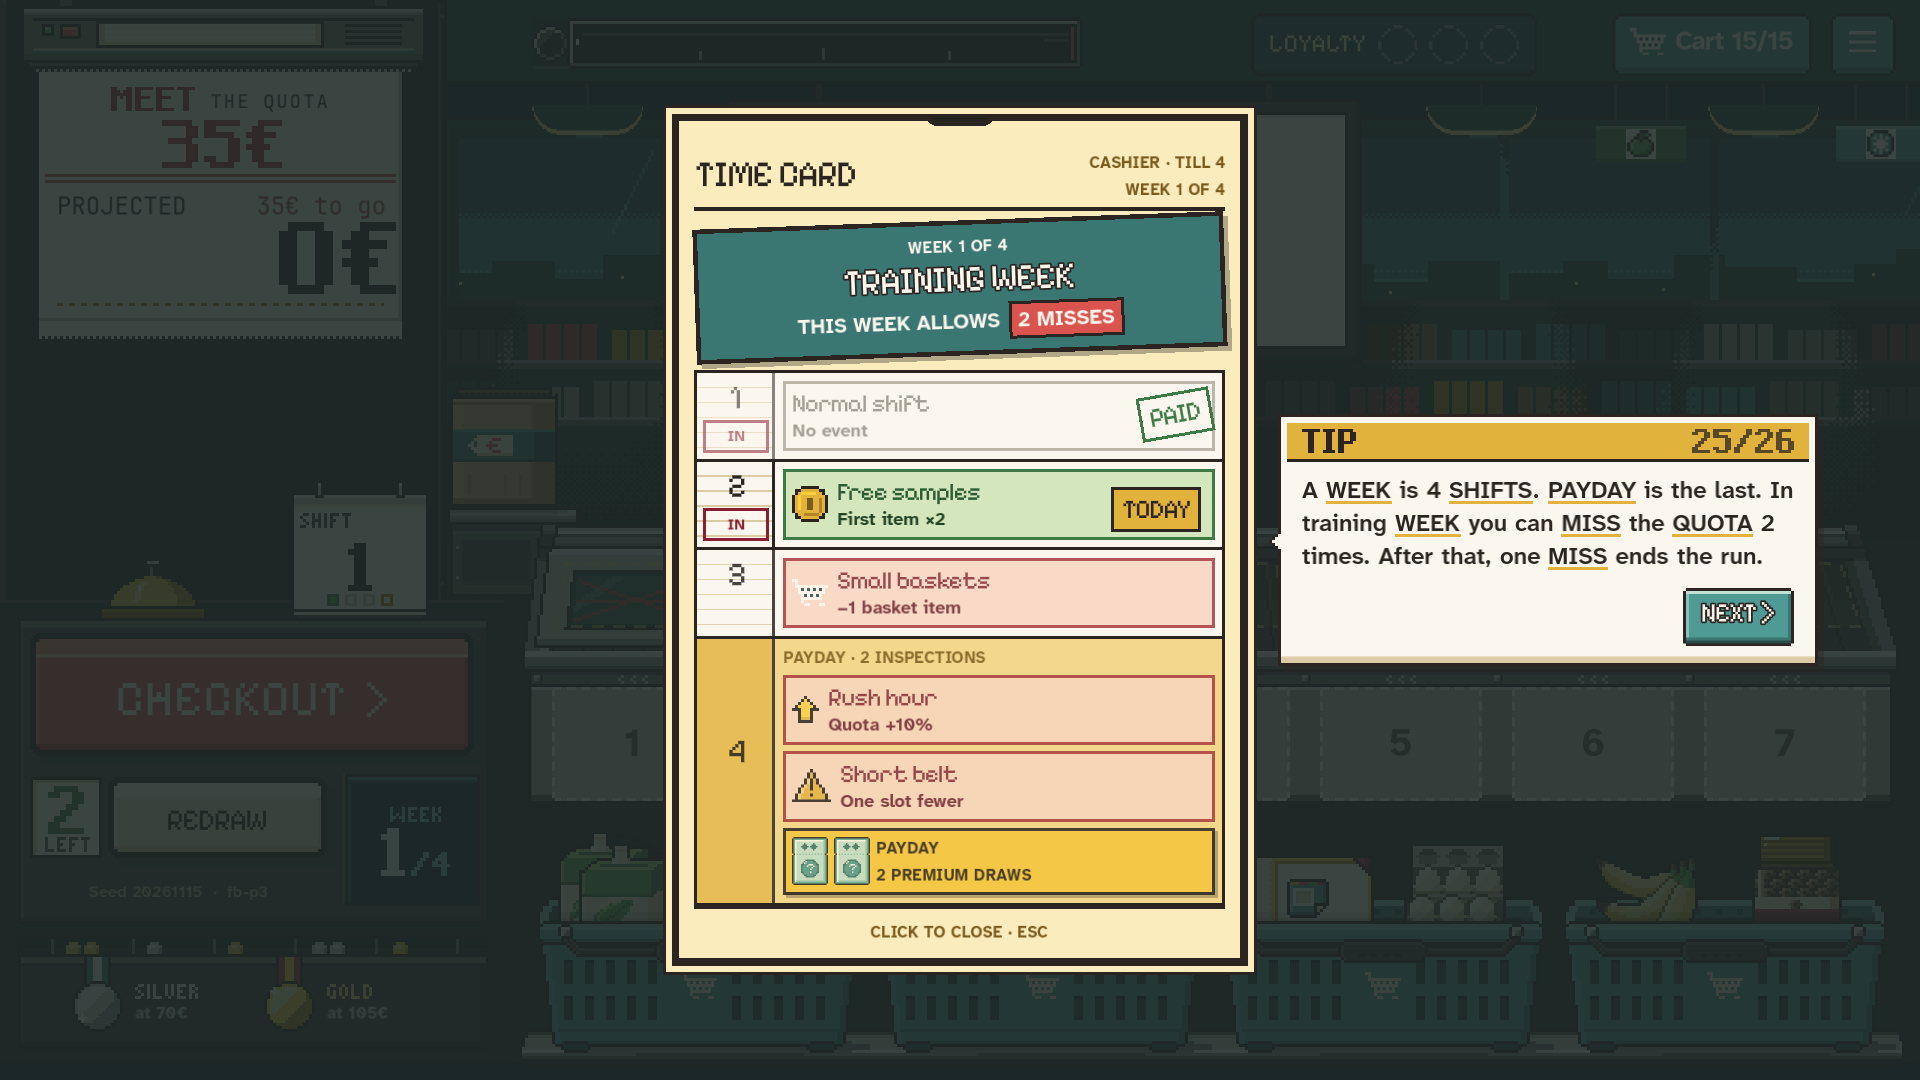 MEET THE QUOTA
35€
PROJECTED 35€ to go
0€
SHIFT
1
CHECKOUT >
2
LEFT
REDRAW
WEEK
1/4
Seed 20261115 · fb-p3
SILVER
at 70€
GOLD
at 105€
LOYALTY
Cart 15/15
TIME CARD
CASHIER · TILL 4
WEEK 1 OF 4
WEEK 1 OF 4
TRAINING WEEK
THIS WEEK ALLOWS 2 MISSES
1
IN
Normal shift
No event
PAID
2
IN
Free samples
First item ×2
TODAY
3
Small baskets
−1 basket item
4
PAYDAY · 2 INSPECTIONS
Rush hour
Quota +10%
Short belt
One slot fewer
PAYDAY
2 PREMIUM DRAWS
CLICK TO CLOSE · ESC
TIP 25/26
A WEEK is 4 SHIFTS. PAYDAY is the last. In
training WEEK you can MISS the QUOTA 2
times. After that, one MISS ends the run.
NEXT >
1
5
6
7